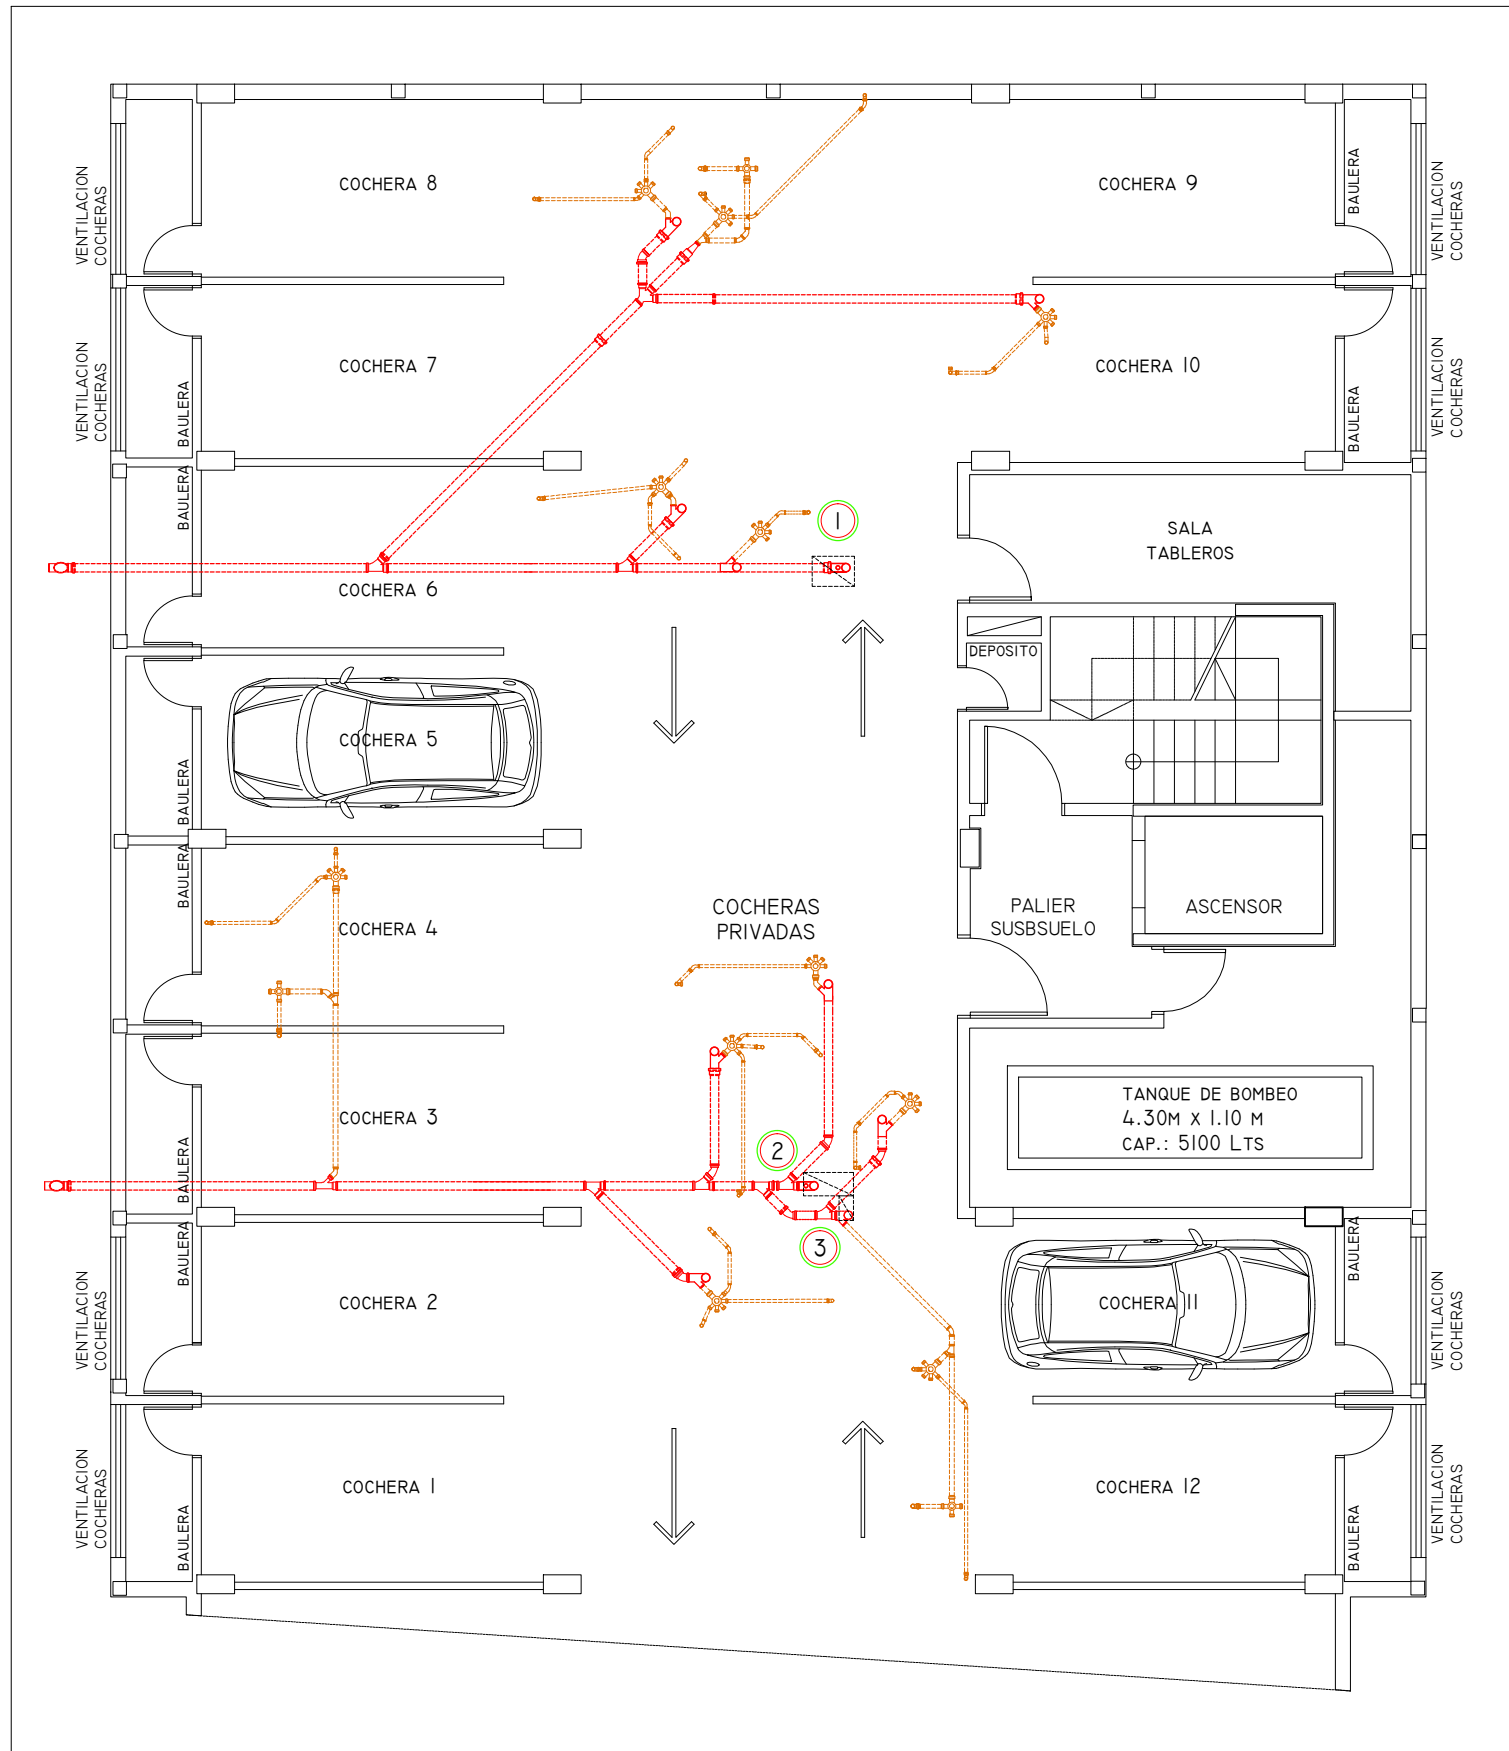 COCHERA 8
COCHERA 9
BAULERA
VENTILACION
COCHERAS
VENTILACION
COCHERAS
COCHERA 7
COCHERA 10
VENTILACION
COCHERAS
BAULERA
BAULERA
VENTILACION
COCHERAS
BAULERA
1
SALA
TABLEROS
COCHERA 6
DEPOSITO
COCHERA 5
BAULERA
BAULERA
COCHERAS
PRIVADAS
COCHERA 4
PALIER
SUSBSUELO
ASCENSOR
COCHERA 3
TANQUE DE BOMBEO
4.30M X 1.10 M
CAP.: 5100 LTS
BAULERA
2
3
BAULERA
BAULERA
COCHERA 2
COCHERA 11
VENTILACION
COCHERAS
VENTILACION
COCHERAS
COCHERA 1
COCHERA 12
VENTILACION
COCHERAS
BAULERA
BAULERA
VENTILACION
COCHERAS